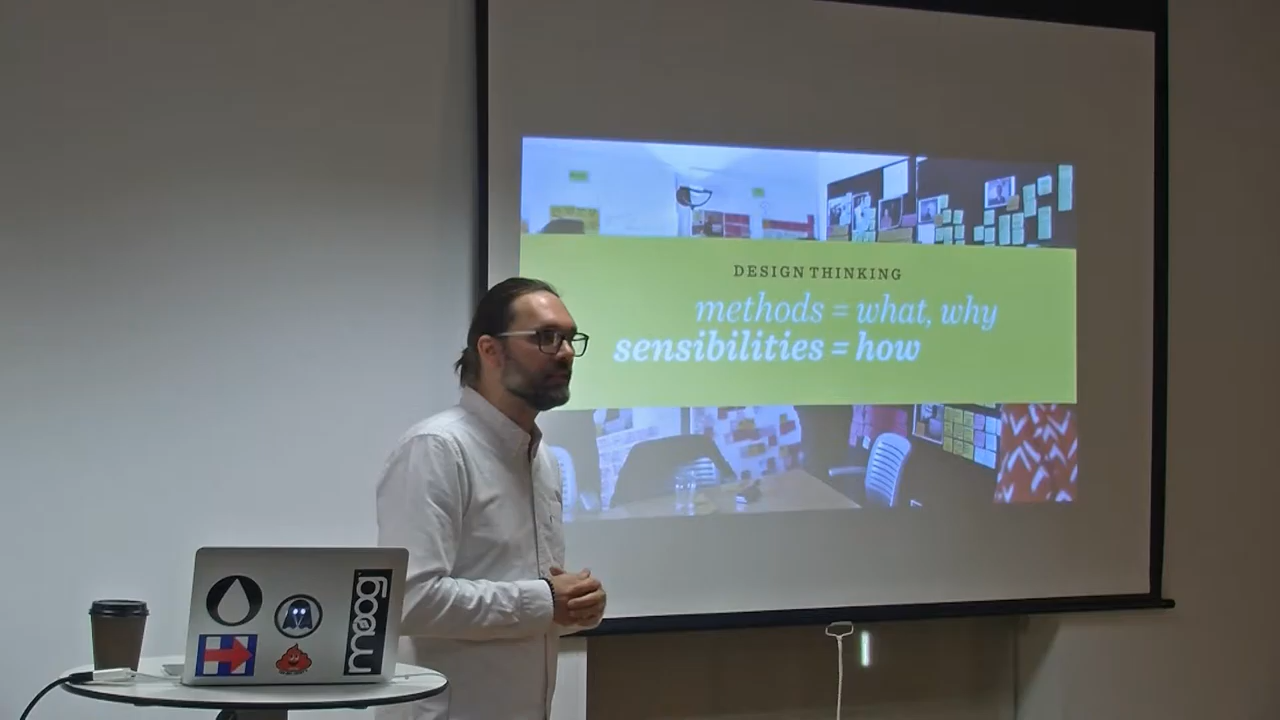 DESIGN THINKING
methods = what, why
sensibilities = how
moog